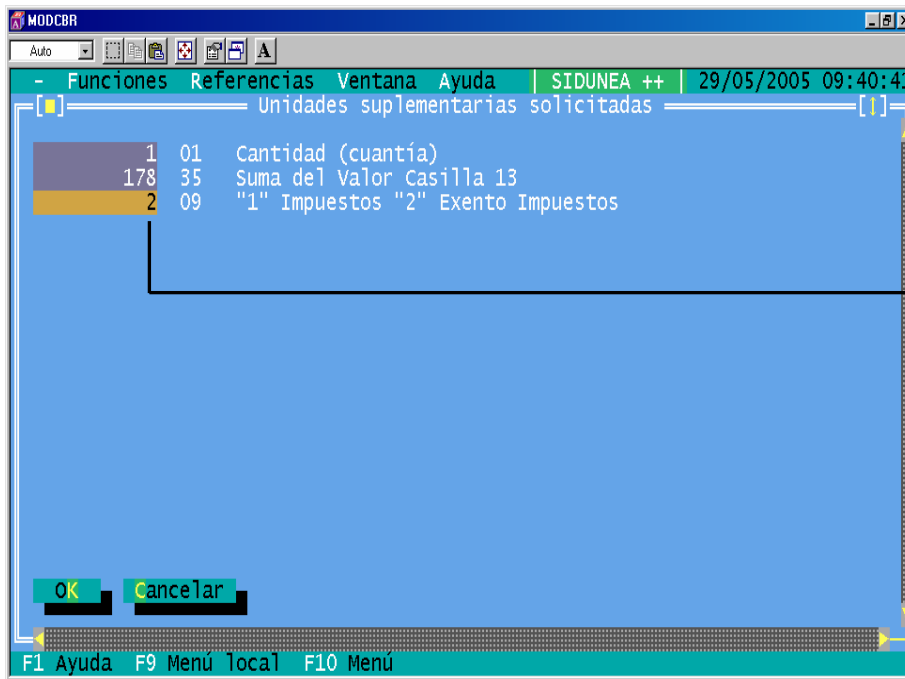 MODCBR
Auto
A
- Funciones Referencias Ventana Ayuda | SIDUNEA ++ | 29/05/2005 09:40:41
Unidades suplementarias solicitadas
1 01 Cantidad (cuantía)
178 35 Suma del Valor Casilla 13
2 09 "1" Impuestos "2" Exento Impuestos
OK Cancelar
F1 Ayuda F9 Menú local F10 Menú